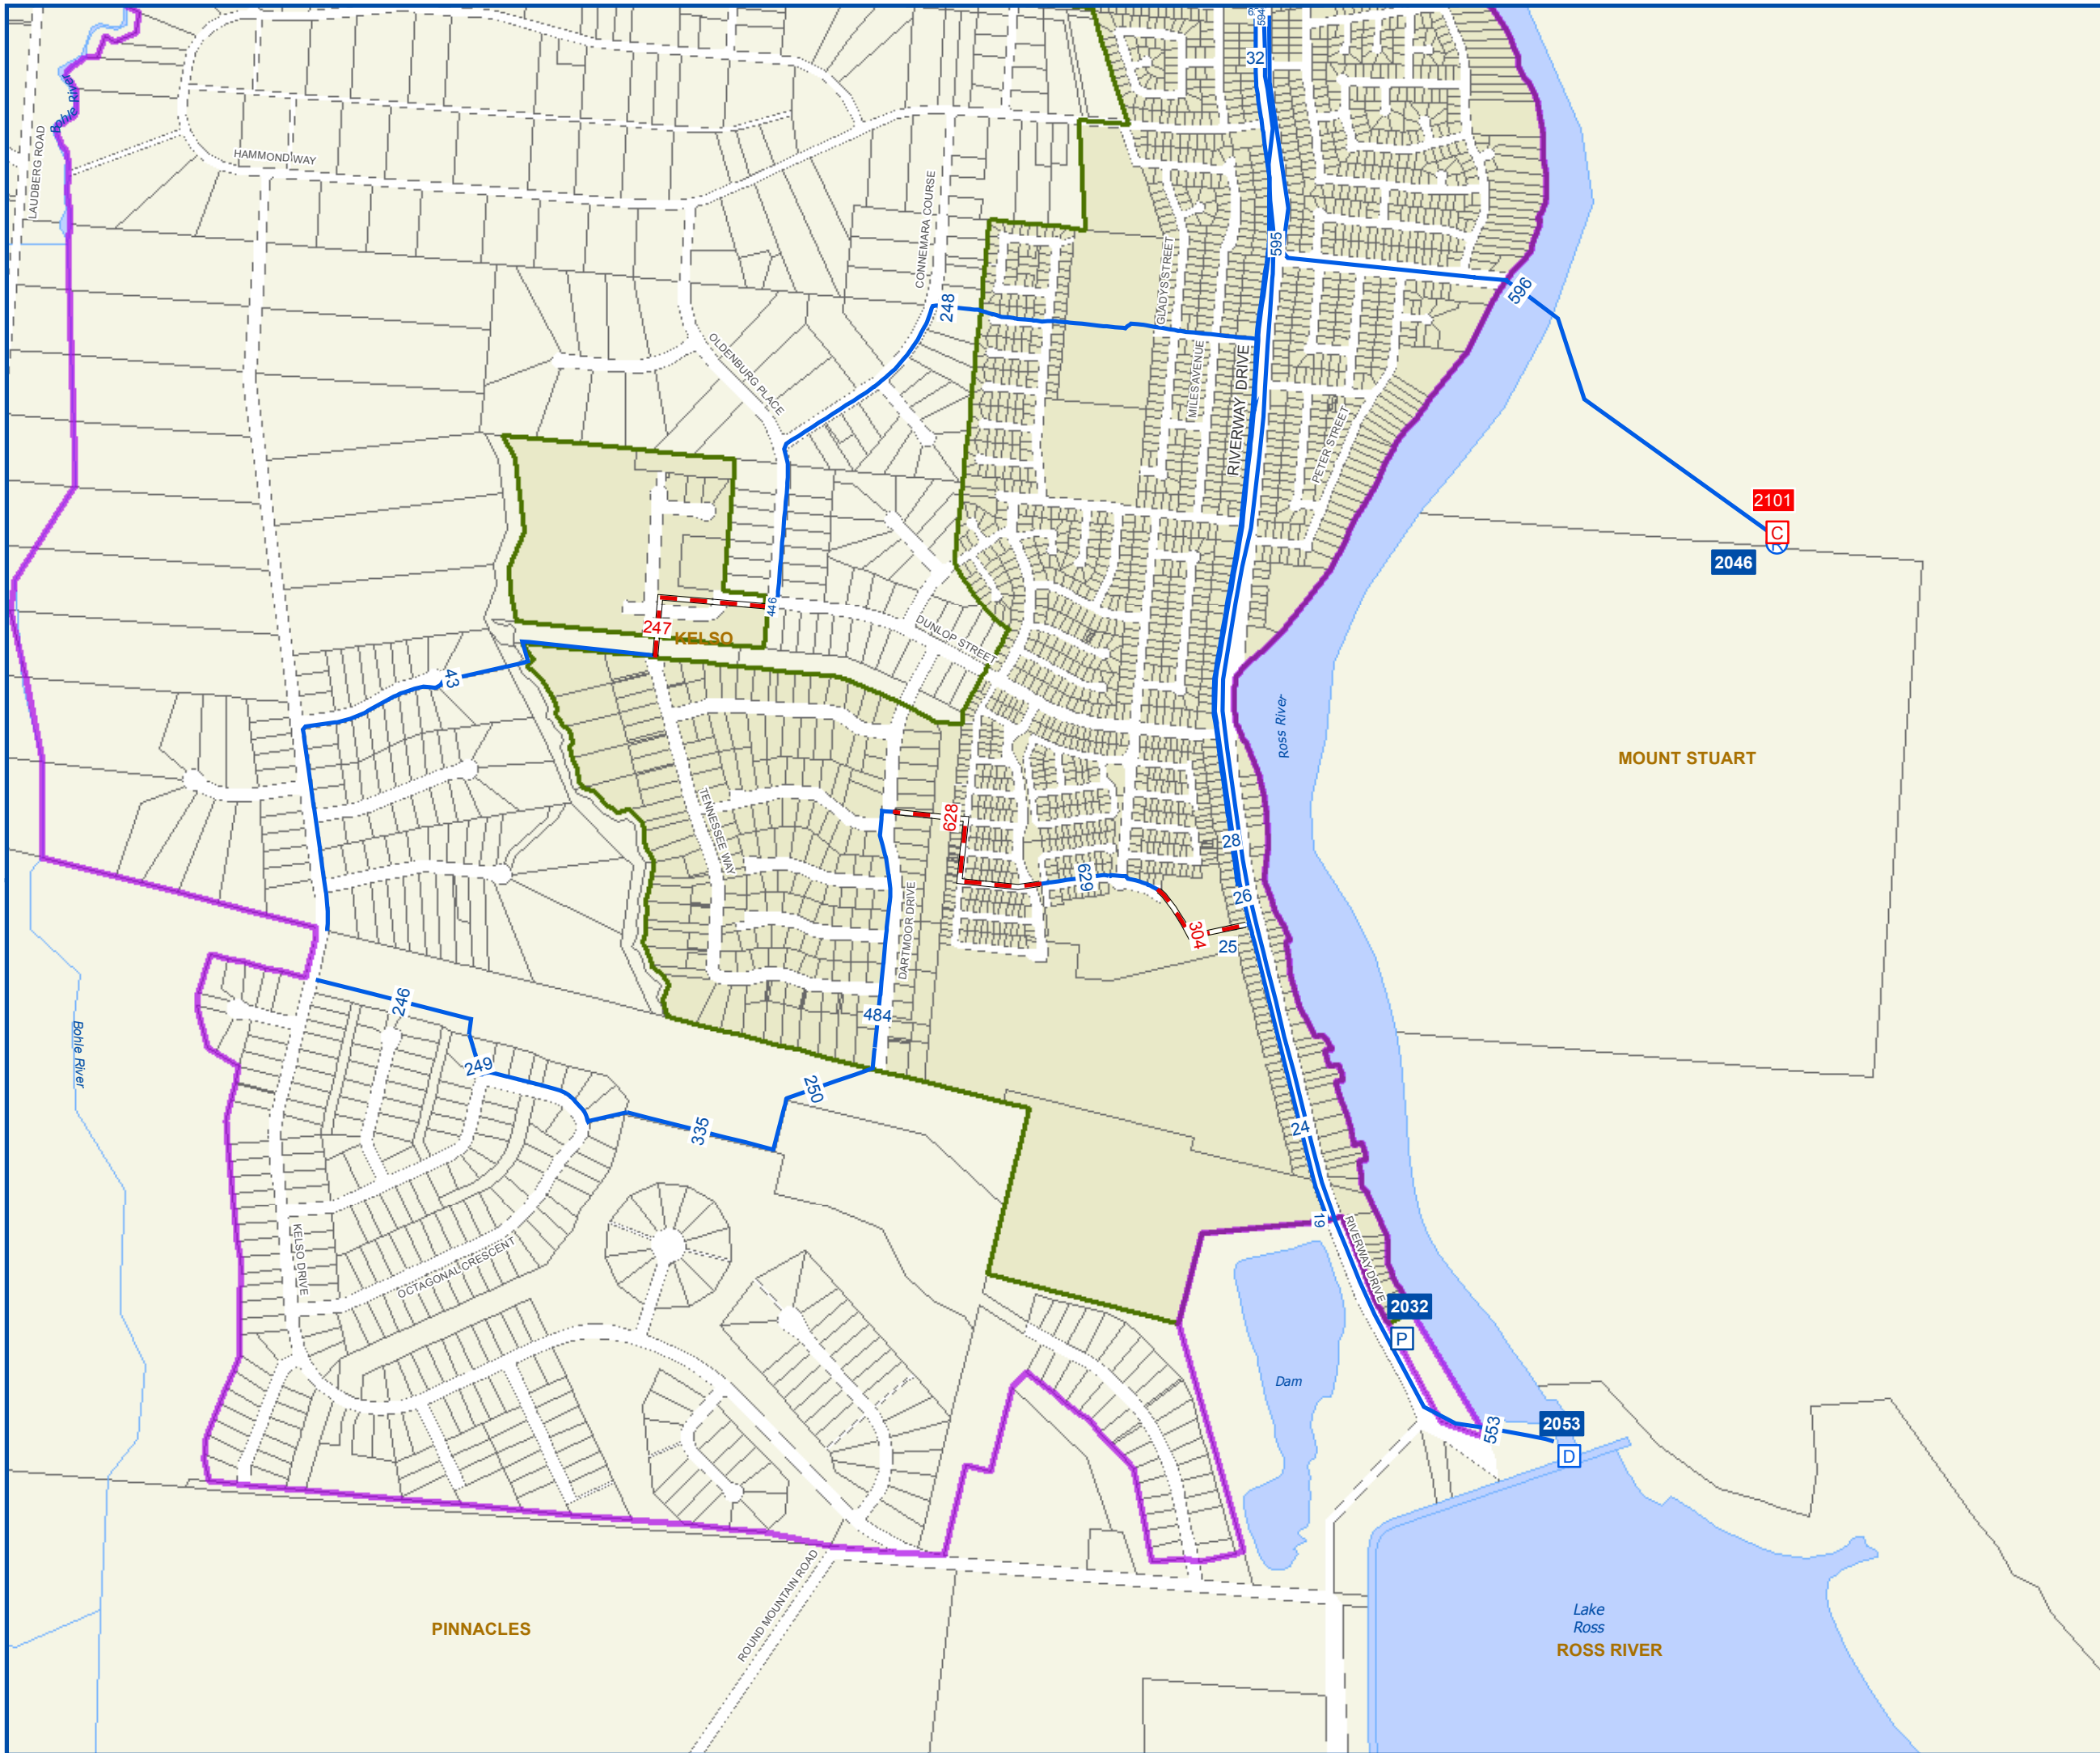 594
32
Bohle River
LAUDBERG ROAD
HAMMOND WAY
CONNEMARA COURSE
GLADYS STREET
595
596
248
OLDENBURG PLACE
MILES AVENUE
RIVERWAY DRIVE
PETER STREET
2101
C
2046
446
247
KELSO
DUNLOP STREET
43
Ross River
MOUNT STUART
TENNESSEE WAY
628
28
629
26
DARTMOOR DRIVE
304
25
246
484
Bohle River
249
250
335
24
19
KELSO DRIVE
OCTAGONAL CRESCENT
RIVERWAY DRIVE
2032
P
Dam
553
2053
D
ROUND MOUNTAIN ROAD
PINNACLES
Lake
Ross
ROSS RIVER